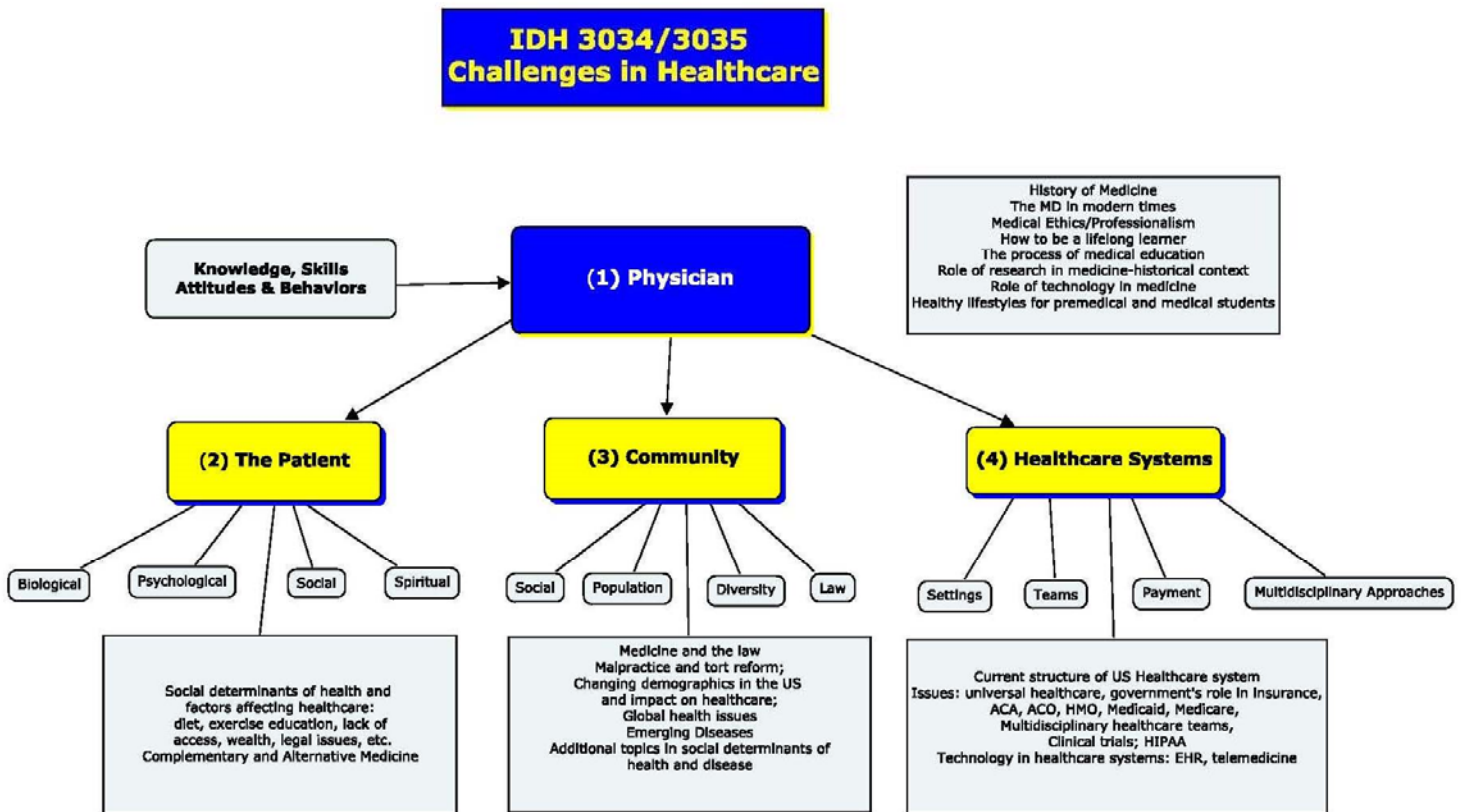 IDH 3034/3035
Challenges in Healthcare
History of Medicine
The MD in modern times
Medical Ethics/Professionalism
How to be a lifelong learner
The process of medical education
Role of research in medicine-historical context
Role of technology in medicine
Healthy lifestyles for premedical and medical students
Knowledge, Skills
Attitudes & Behaviors
(1) Physician
(2) The Patient
(3) Community
(4) Healthcare Systems
Biological
Psychological
Social
Spiritual
Social
Population
Diversity
Law
Settings
Teams
Payment
Multidisciplinary Approaches
Social determinants of health and
factors affecting healthcare:
diet, exercise education, lack of
access, wealth, legal issues, etc.
Complementary and Alternative Medicine
Medicine and the law
Malpractice and tort reform;
Changing demographics in the US
and impact on healthcare;
Global health issues
Emerging Diseases
Additional topics in social determinants of
health and disease
Current structure of US Healthcare system
Issues: universal healthcare, government's role in insurance,
ACA, ACO, HMO, Medicaid, Medicare,
Multidisciplinary healthcare teams,
Clinical trials; HIPAA
Technology in healthcare systems: EHR, telemedicine